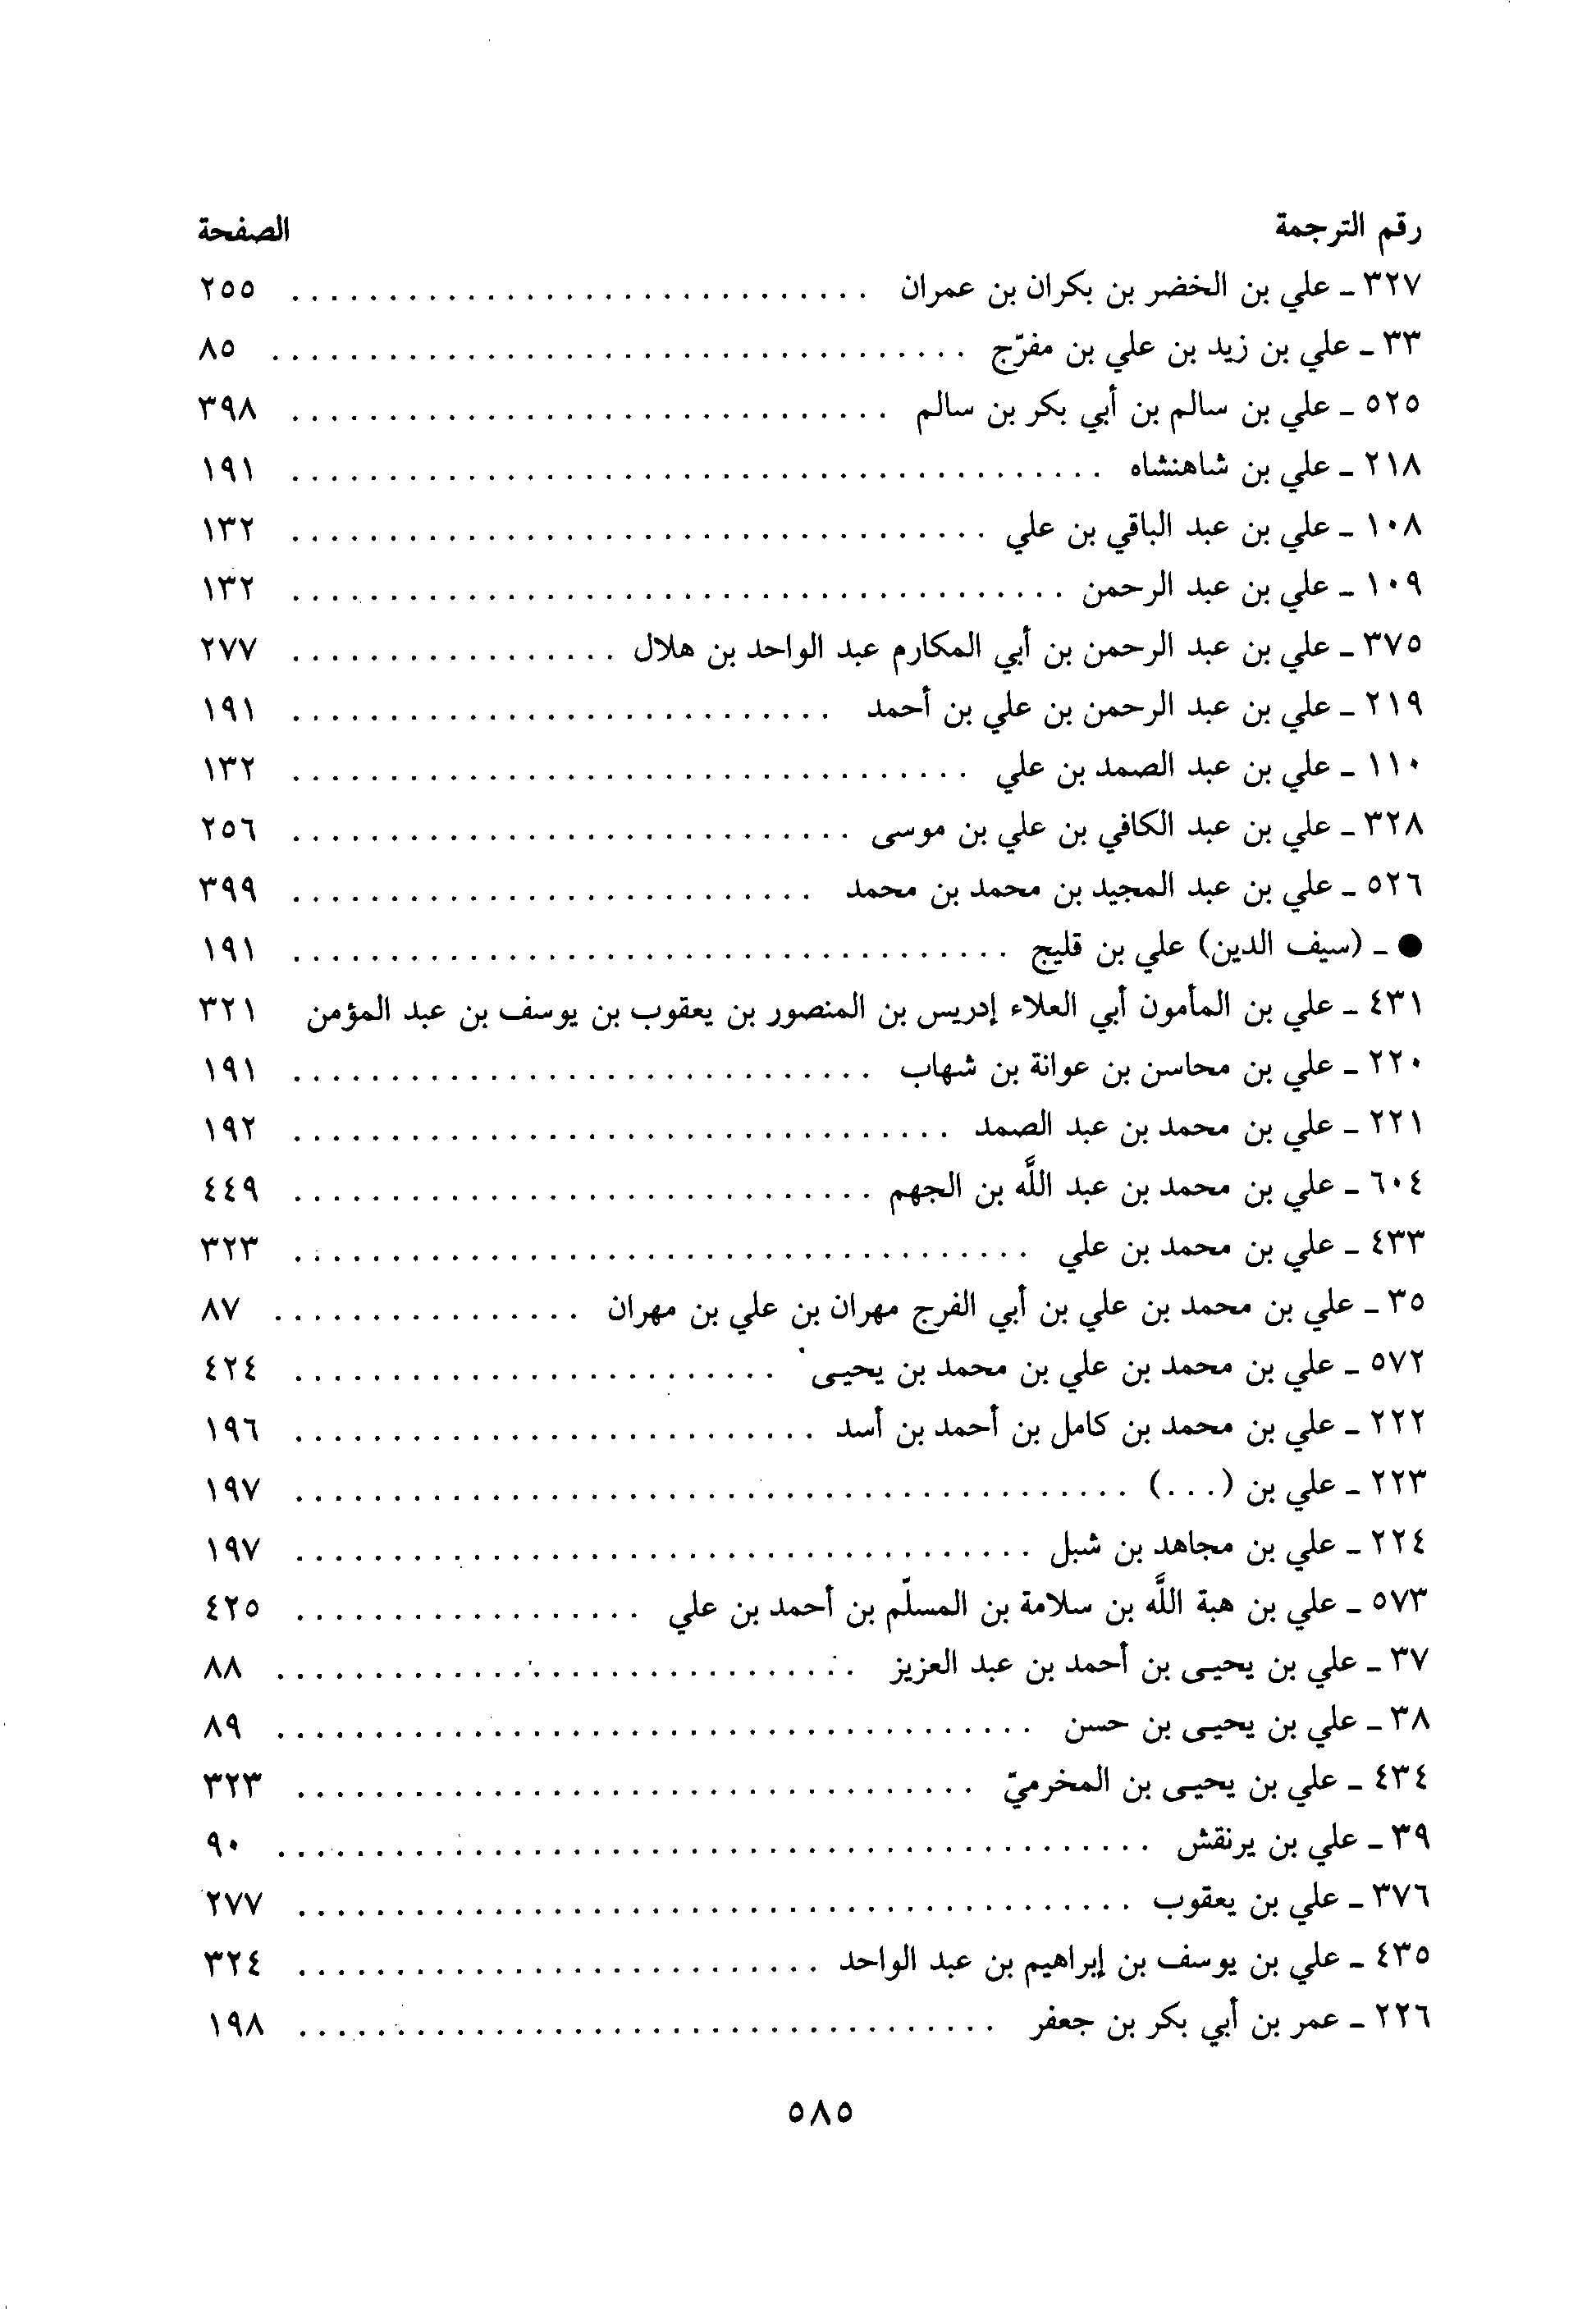 رقم الترجمة الصفحة
٣٢٧ ـ علي بن الخضر بن بكران بن عمران . . . . . . . . . . . . . . . . . . . . . . . . . . . . . . ٢٥٥
٣٣ ـ علي بن زيد بن علي بن مفرّج . . . . . . . . . . . . . . . . . . . . . . . . . . . . . . . . . . . . ٨٥
٥٢٥ ـ علي بن سالم بن أبي بكر بن سالم . . . . . . . . . . . . . . . . . . . . . . . . . . . . . . . ٣٩٨
٢١٨ ـ علي بن شاهنشاه . . . . . . . . . . . . . . . . . . . . . . . . . . . . . . . . . . . . . . . . . . ١٩١
١٠٨ ـ علي بن عبد الباقي بن علي . . . . . . . . . . . . . . . . . . . . . . . . . . . . . . . . . . . . ١٣٢
١٠٩ ـ علي بن عبد الرحمن . . . . . . . . . . . . . . . . . . . . . . . . . . . . . . . . . . . . . . . . ١٣٢
٣٧٥ ـ علي بن عبد الرحمن بن أبي المكارم عبد الواحد بن هلال . . . . . . . . . . . . . . . . . ٢٧٧
٢١٩ ـ علي بن عبد الرحمن بن علي بن أحمد . . . . . . . . . . . . . . . . . . . . . . . . . . . . ١٩١
١١٠ ـ علي بن عبد الصمد بن علي . . . . . . . . . . . . . . . . . . . . . . . . . . . . . . . . . . . ١٣٢
٣٢٨ ـ علي بن عبد الكافي بن علي بن موسى . . . . . . . . . . . . . . . . . . . . . . . . . . . . . ٢٥٦
٥٢٦ ـ علي بن عبد المجيد بن محمد بن محمد . . . . . . . . . . . . . . . . . . . . . . . . . . . ٣٩٩
● ـ (سيف الدين) علي بن قليج . . . . . . . . . . . . . . . . . . . . . . . . . . . . . . . . . . . . . ١٩١
٤٣١ ـ علي بن المأمون أبي العلاء إدريس بن المنصور بن يعقوب بن يوسف بن عبد المؤمن ٣٢١
٢٢٠ ـ علي بن محاسن بن عوانة بن شهاب . . . . . . . . . . . . . . . . . . . . . . . . . . . . . . ١٩١
٢٢١ ـ علي بن محمد بن عبد الصمد . . . . . . . . . . . . . . . . . . . . . . . . . . . . . . . . . . ١٩٢
٦٠٤ ـ علي بن محمد بن عبد اللَّه بن الجهم . . . . . . . . . . . . . . . . . . . . . . . . . . . . . . ٤٤٩
٤٣٣ ـ علي بن محمد بن علي . . . . . . . . . . . . . . . . . . . . . . . . . . . . . . . . . . . . . . ٣٢٣
٣٥ ـ علي بن محمد بن علي بن أبي الفرج مهران بن علي بن مهران . . . . . . . . . . . . . . . . ٨٧
٥٧٢ ـ علي بن محمد بن علي بن محمد بن يحيى . . . . . . . . . . . . . . . . . . . . . . . . . ٤٢٤
٢٢٢ ـ علي بن محمد بن كامل بن أحمد بن أسد . . . . . . . . . . . . . . . . . . . . . . . . . . . ١٩٦
٢٢٣ ـ علي بن (. . .) . . . . . . . . . . . . . . . . . . . . . . . . . . . . . . . . . . . . . . . . . . . ١٩٧
٢٢٤ ـ علي بن مجاهد بن شبل . . . . . . . . . . . . . . . . . . . . . . . . . . . . . . . . . . . . . . ١٩٧
٥٧٣ ـ علي بن هبة اللَّه بن سلامة بن المسلّم بن أحمد بن علي . . . . . . . . . . . . . . . . . . ٤٢٥
٣٧ ـ علي بن يحيى بن أحمد بن عبد العزيز . . . . . . . . . . . . . . . . . . . . . . . . . . . . . . ٨٨
٣٨ ـ علي بن يحيى بن حسن . . . . . . . . . . . . . . . . . . . . . . . . . . . . . . . . . . . . . . . ٨٩
٤٣٤ ـ علي بن يحيى بن المخرميّ . . . . . . . . . . . . . . . . . . . . . . . . . . . . . . . . . . . ٣٢٣
٣٩ ـ علي بن يرنقش . . . . . . . . . . . . . . . . . . . . . . . . . . . . . . . . . . . . . . . . . . . . . ٩٠
٣٧٦ ـ علي بن يعقوب . . . . . . . . . . . . . . . . . . . . . . . . . . . . . . . . . . . . . . . . . . . ٢٧٧
٤٣٥ ـ علي بن يوسف بن إبراهيم بن عبد الواحد . . . . . . . . . . . . . . . . . . . . . . . . . . . ٣٢٤
٢٢٦ ـ عمر بن أبي بكر بن جعفر . . . . . . . . . . . . . . . . . . . . . . . . . . . . . . . . . . . . ١٩٨
٥٨٥